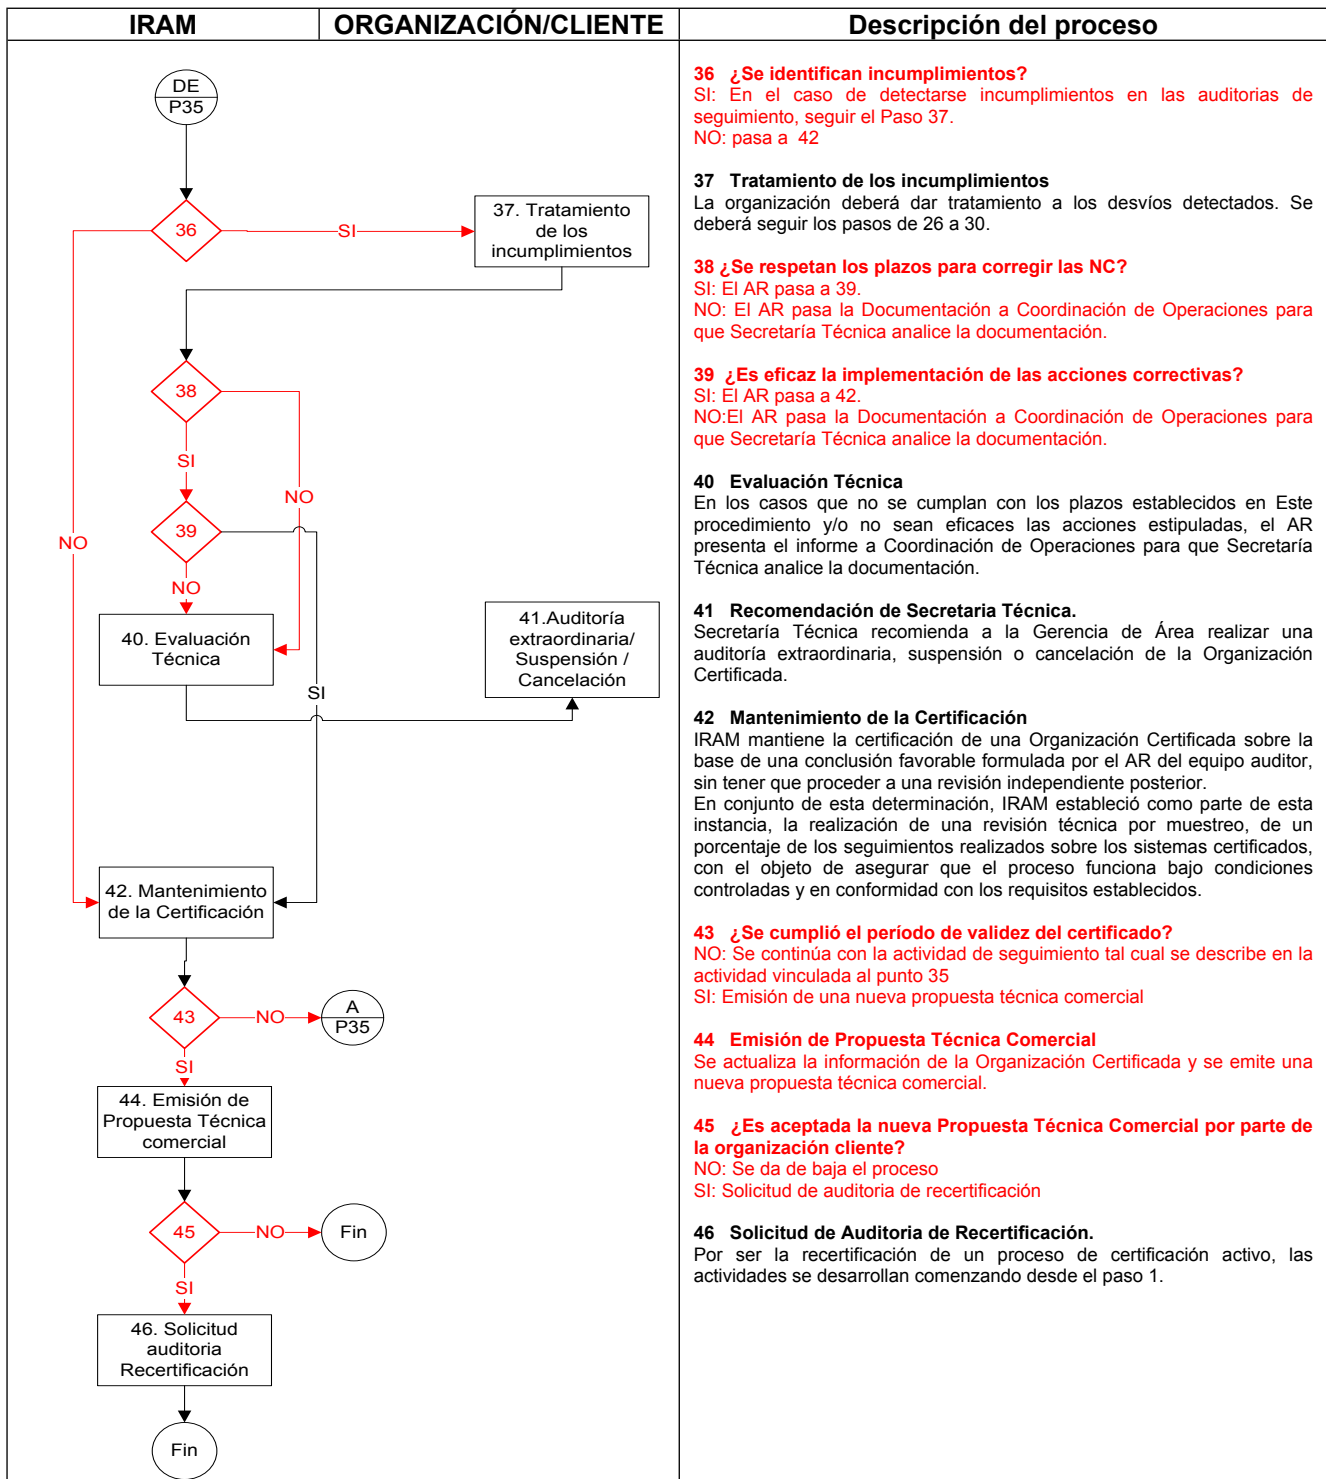 IRAM
ORGANIZACIÓN/CLIENTE
Descripción del proceso
DE
P35
36
SI
37. Tratamiento
de los
incumplimientos
38
SI
NO
39
NO
NO
40. Evaluación
Técnica
SI
41.Auditoría
extraordinaria/
Suspensión /
Cancelación
42. Mantenimiento
de la Certificación
43
NO
A
P35
SI
44. Emisión de
Propuesta Técnica
comercial
45
NO
Fin
SI
46. Solicitud
auditoria
Recertificación
Fin
36 ¿Se identifican incumplimientos?
SI: En el caso de detectarse incumplimientos en las auditorias de
seguimiento, seguir el Paso 37.
NO: pasa a 42
37 Tratamiento de los incumplimientos
La organización deberá dar tratamiento a los desvíos detectados. Se
deberá seguir los pasos de 26 a 30.
38 ¿Se respetan los plazos para corregir las NC?
SI: El AR pasa a 39.
NO: El AR pasa la Documentación a Coordinación de Operaciones para
que Secretaría Técnica analice la documentación.
39 ¿Es eficaz la implementación de las acciones correctivas?
SI: El AR pasa a 42.
NO:El AR pasa la Documentación a Coordinación de Operaciones para
que Secretaría Técnica analice la documentación.
40 Evaluación Técnica
En los casos que no se cumplan con los plazos establecidos en Este
procedimiento y/o no sean eficaces las acciones estipuladas, el AR
presenta el informe a Coordinación de Operaciones para que Secretaría
Técnica analice la documentación.
41 Recomendación de Secretaria Técnica.
Secretaría Técnica recomienda a la Gerencia de Área realizar una
auditoría extraordinaria, suspensión o cancelación de la Organización
Certificada.
42 Mantenimiento de la Certificación
IRAM mantiene la certificación de una Organización Certificada sobre la
base de una conclusión favorable formulada por el AR del equipo auditor,
sin tener que proceder a una revisión independiente posterior.
En conjunto de esta determinación, IRAM estableció como parte de esta
instancia, la realización de una revisión técnica por muestreo, de un
porcentaje de los seguimientos realizados sobre los sistemas certificados,
con el objeto de asegurar que el proceso funciona bajo condiciones
controladas y en conformidad con los requisitos establecidos.
43 ¿Se cumplió el período de validez del certificado?
NO: Se continúa con la actividad de seguimiento tal cual se describe en la
actividad vinculada al punto 35
SI: Emisión de una nueva propuesta técnica comercial
44 Emisión de Propuesta Técnica Comercial
Se actualiza la información de la Organización Certificada y se emite una
nueva propuesta técnica comercial.
45 ¿Es aceptada la nueva Propuesta Técnica Comercial por parte de
la organización cliente?
NO: Se da de baja el proceso
SI: Solicitud de auditoria de recertificación
46 Solicitud de Auditoria de Recertificación.
Por ser la recertificación de un proceso de certificación activo, las
actividades se desarrollan comenzando desde el paso 1.